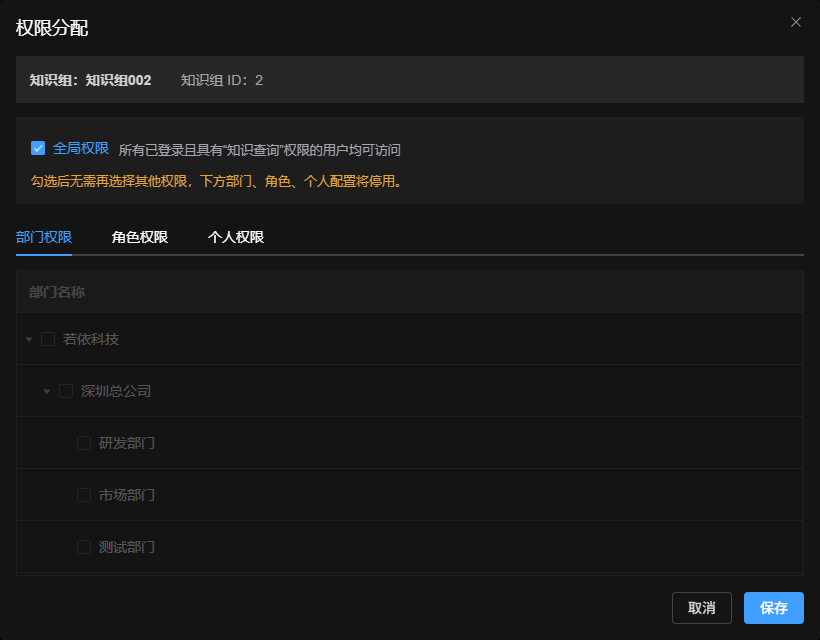 权限分配
知识组：知识组002 知识组 ID：2
全局权限 所有已登录且具有“知识查询”权限的用户均可访问
勾选后无需再选择其他权限，下方部门、角色、个人配置将停用。
部门权限 角色权限 个人权限
部门名称
若依科技
深圳总公司
研发部门
市场部门
测试部门
取消 保存